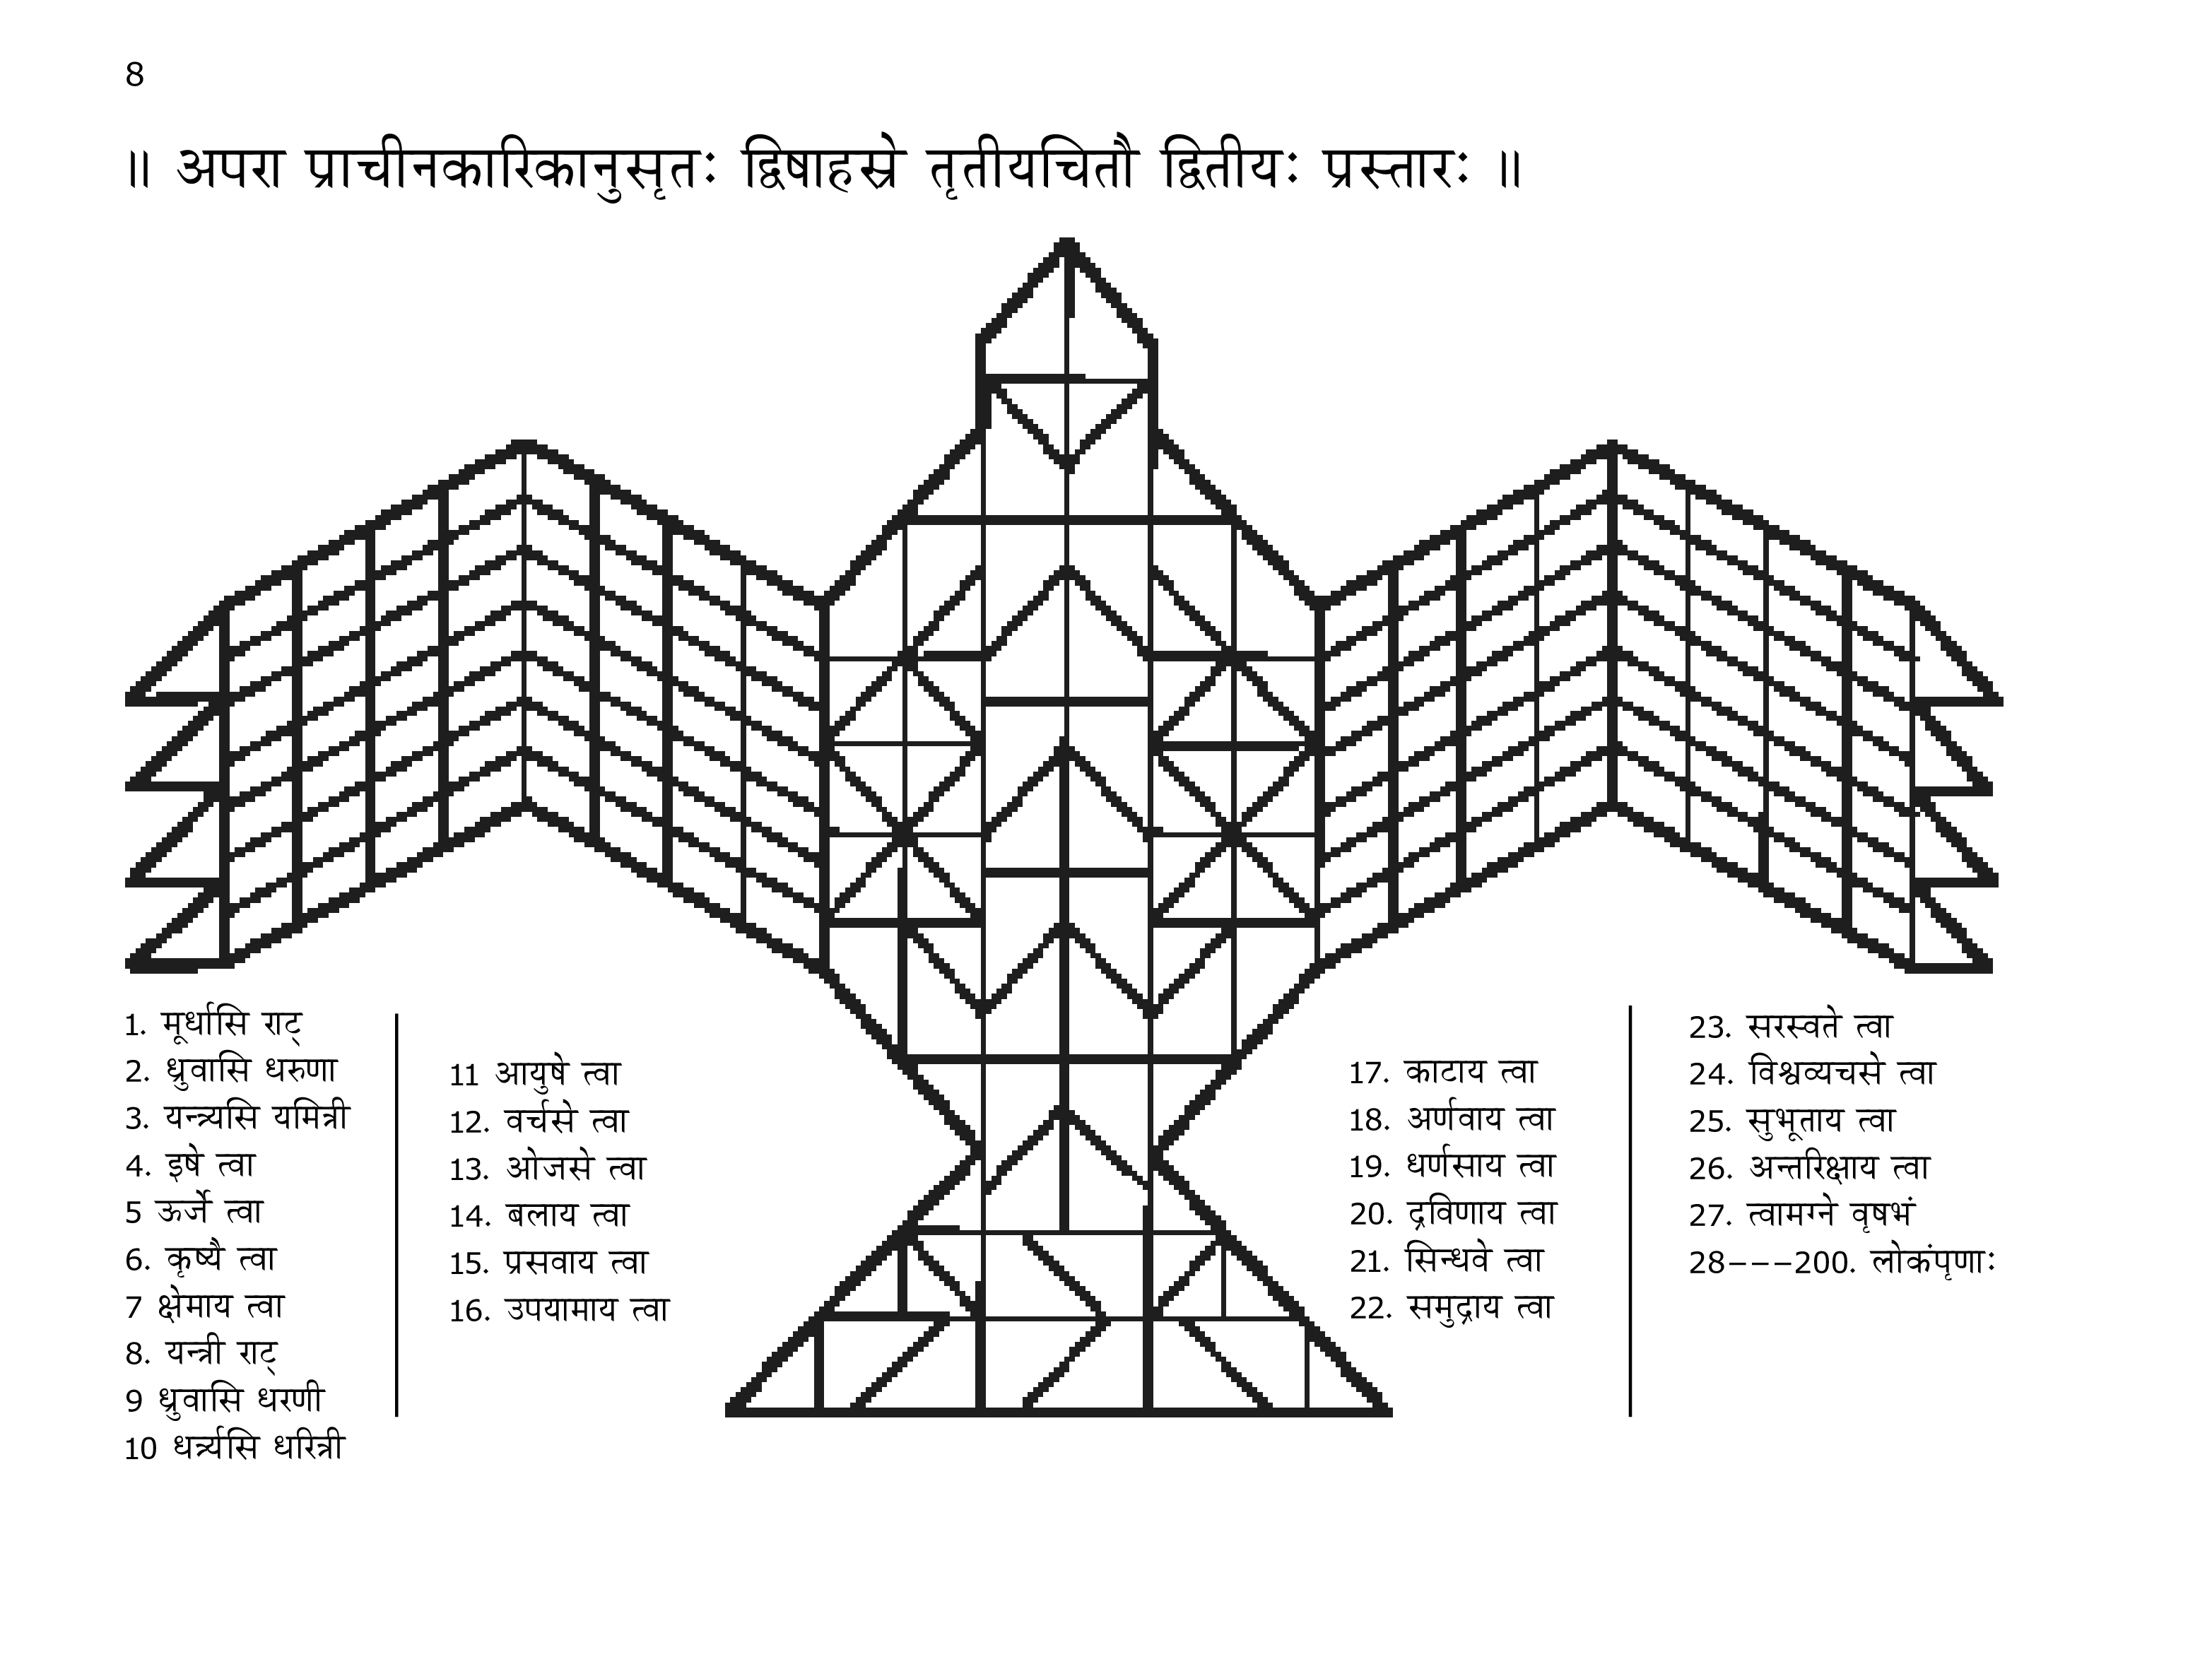 8
॥ अपरा प्राचीनकारिकानुसृतः द्विषाहस्रे तृतीयचितौ द्वितीयः प्रस्तारः ॥
1. मूर्धासि राट्
2. ध्रुवासि धरुणा
3. यन्त्र्यसि यमित्री
4. इषे त्वा
5 ऊर्जे त्वा
6. कृष्यै त्वा
7 क्षेमाय त्वा
8. यन्त्री राट्
9 ध्रुवासि धरणी
10 धर्त्र्यसि धरित्री
11 आयुषे त्वा
12. वर्चसे त्वा
13. ओजसे त्वा
14. बलाय त्वा
15. प्रसवाय त्वा
16. उपयामाय त्वा
17. काटाय त्वा
18. अर्णवाय त्वा
19. धर्णसाय त्वा
20. द्रविणाय त्वा
21. सिन्धवे त्वा
22. समुद्राय त्वा
23. सरस्वते त्वा
24. विश्वव्यचसे त्वा
25. सुभूताय त्वा
26. अन्तरिक्षाय त्वा
27. त्वामग्ने वृषभं
28---200. लोकंपृणाः